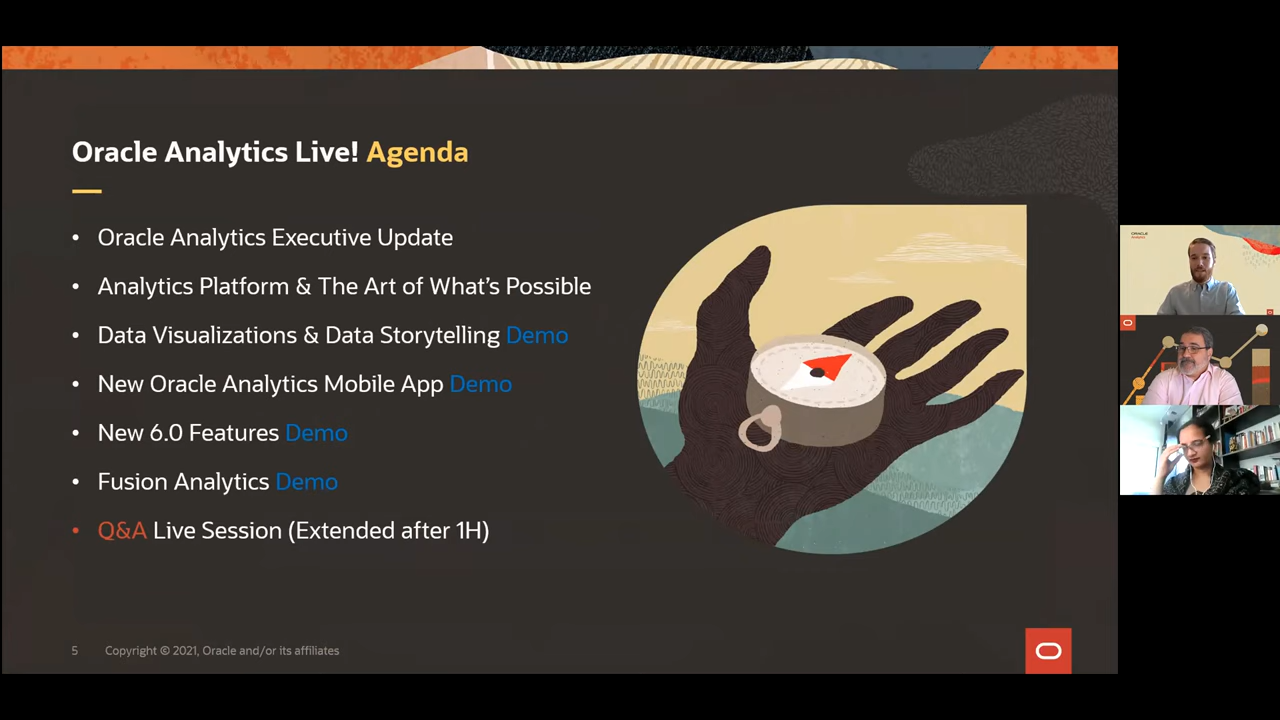 Oracle Analytics Live! Agenda
• Oracle Analytics Executive Update
• Analytics Platform & The Art of What's Possible
• Data Visualizations & Data Storytelling Demo
• New Oracle Analytics Mobile App Demo
• New 6.0 Features Demo
• Fusion Analytics Demo
• Q&A Live Session (Extended after 1H)
5 Copyright © 2021, Oracle and/or its affiliates
ORACLE
Analytics